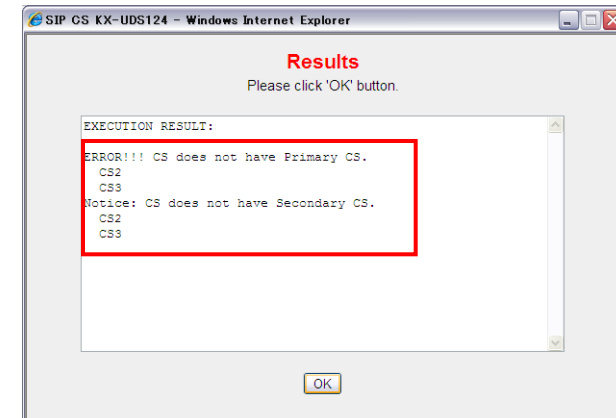 SIP CS KX-UDS124 - Windows Internet Explorer
Results
Please click 'OK' button.
EXECUTION RESULT:
ERROR!!! CS does not have Primary CS.
CS2
CS3
Notice: CS does not have Secondary CS.
CS2
CS3
OK